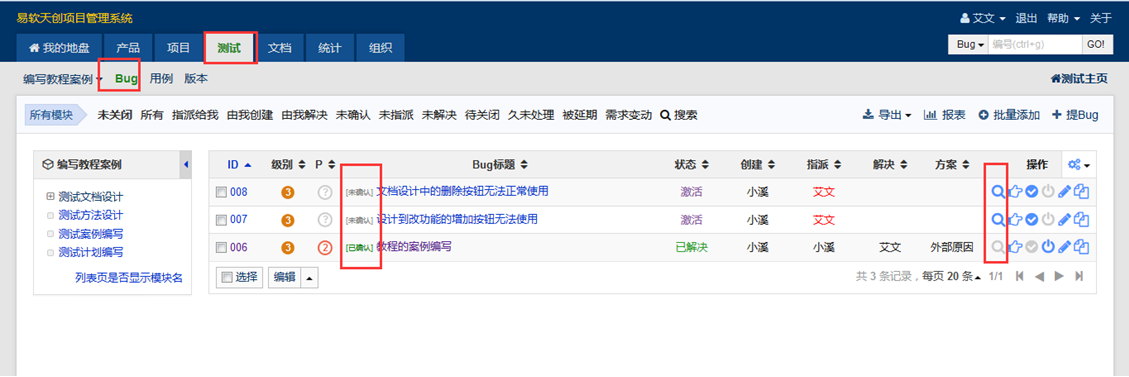 易软天创项目管理系统
艾文 退出 帮助 关于
我的地盘 产品 项目 测试 文档 统计 组织
Bug 编号(ctrl+g) GO!
编写教程案例 Bug 用例 版本 测试主页
所有模块 未关闭 所有 指派给我 由我创建 由我解决 未确认 未指派 未解决 待关闭 久未处理 被延期 需求变动 搜索 导出 报表 批量添加 提Bug
编写教程案例
测试文档设计
测试方法设计
测试案例编写
测试计划编写
列表页是否显示模块名
ID 级别 P Bug标题 状态 创建 指派 解决 方案 操作
008 3 ? [未确认] 文档设计中的删除按钮无法正常使用 激活 小溪 艾文
007 3 ? [未确认] 设计到改功能的增加按钮无法使用 激活 小溪 艾文
006 3 2 [已确认] 教程的案例编写 已解决 小溪 小溪 艾文 外部原因
选择 编辑 共 3 条记录，每页 20 条 1/1